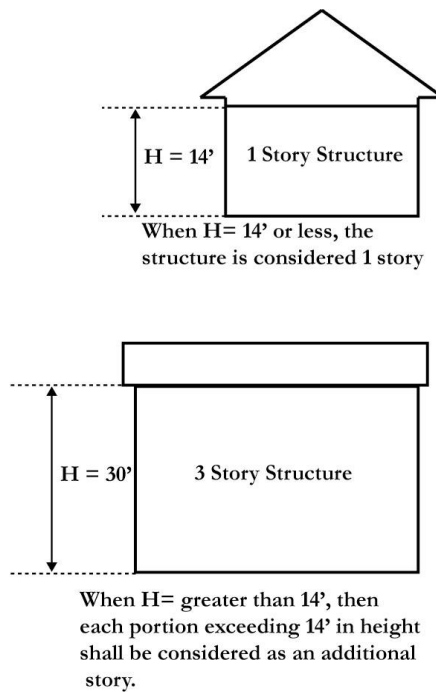 H = 14’
1 Story Structure
When H= 14’ or less, the
structure is considered 1 story
H = 30’
3 Story Structure
When H= greater than 14’, then
each portion exceeding 14’ in height
shall be considered as an additional
story.